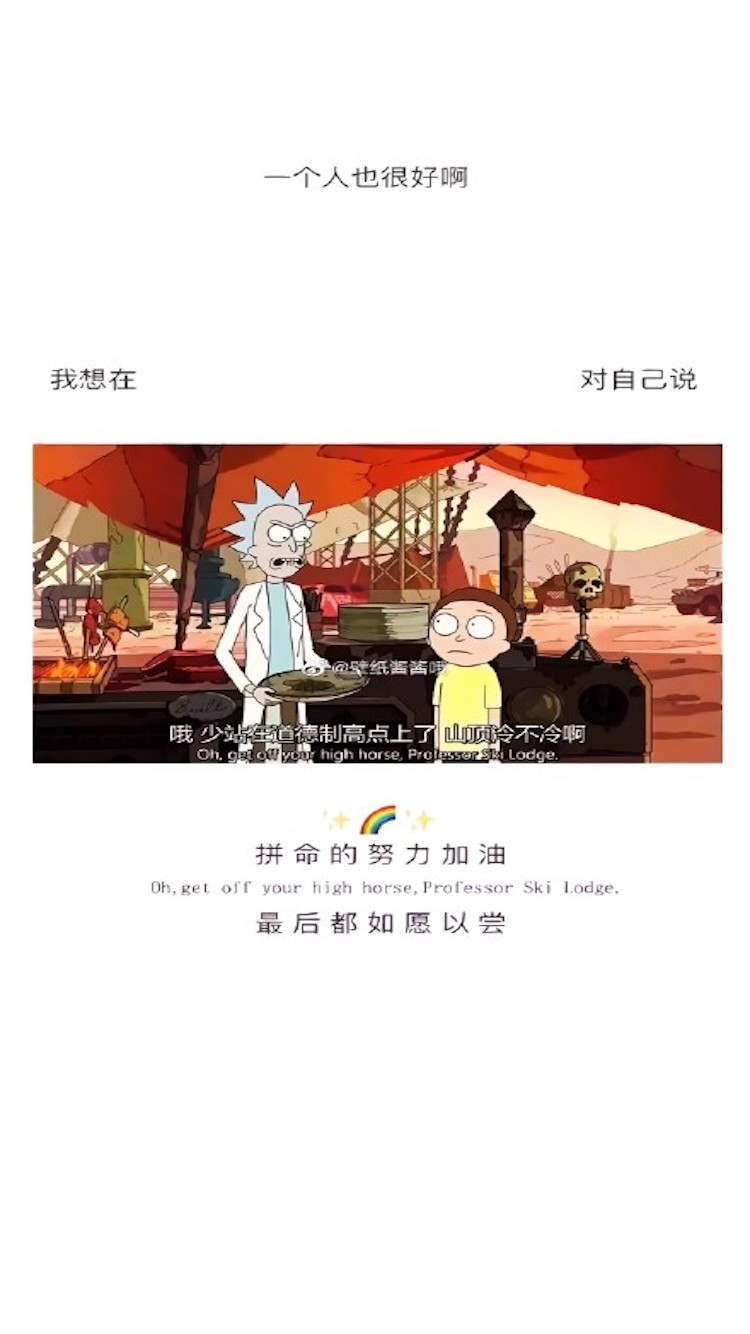 一个人也很好啊
我想在 对自己说
@壁纸酱酱哦
哦 少站在道德制高点上了 山顶冷不冷啊
Oh, get off your high horse, Professor Ski Lodge.
拼命的努力加油
Oh,get off your high horse,Professor Ski Lodge.
最后都如愿以尝